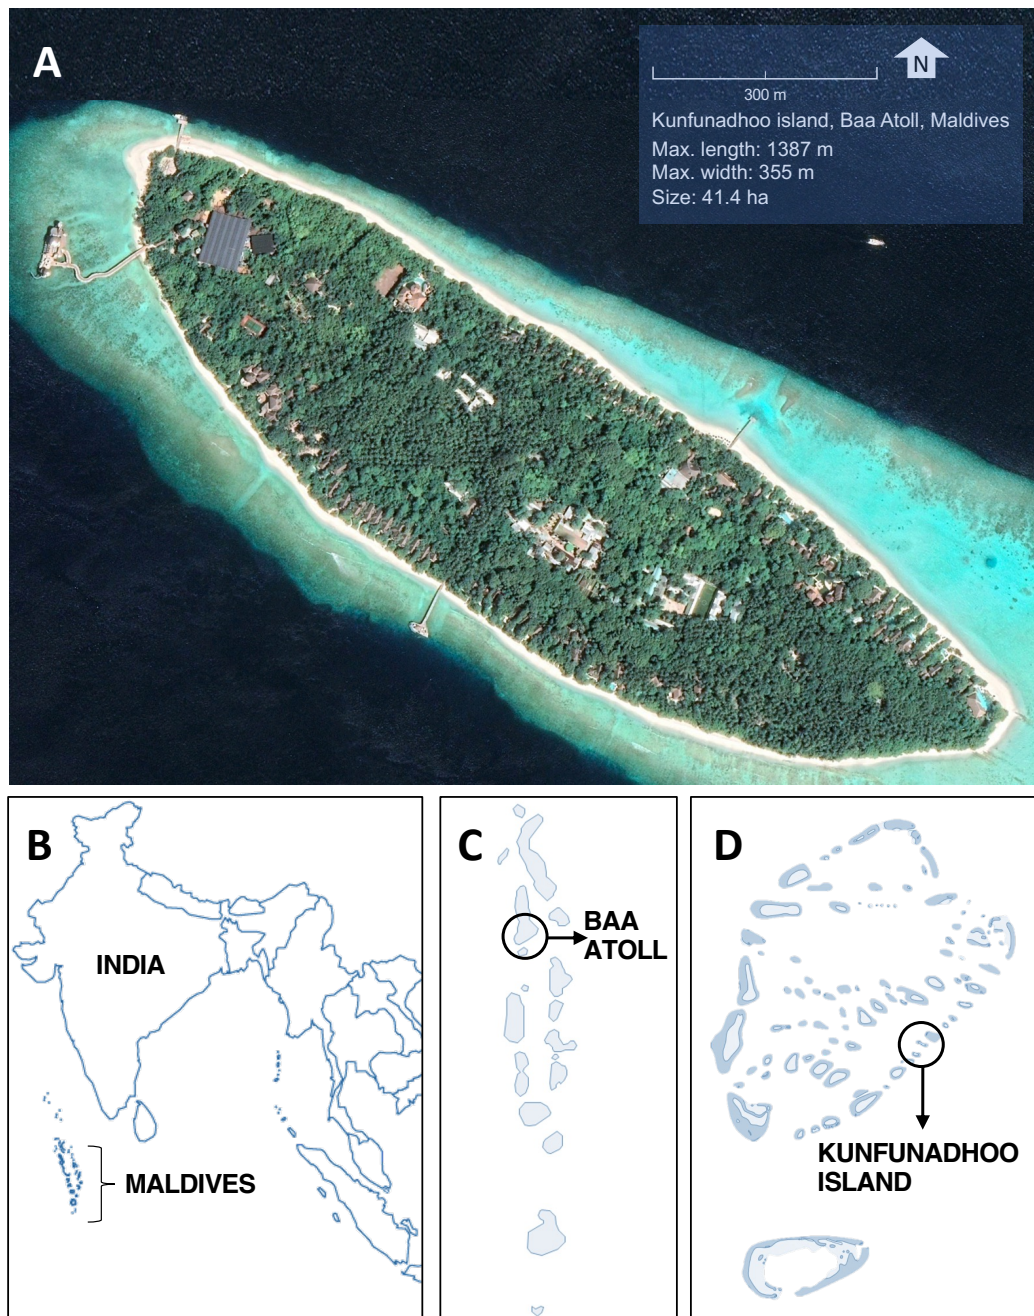 A
N
300 m
Kunfunadhoo island, Baa Atoll, Maldives
Max. length: 1387 m
Max. width: 355 m
Size: 41.4 ha
B
INDIA
MALDIVES
C
BAA
ATOLL
D
KUNFUNADHOO
ISLAND